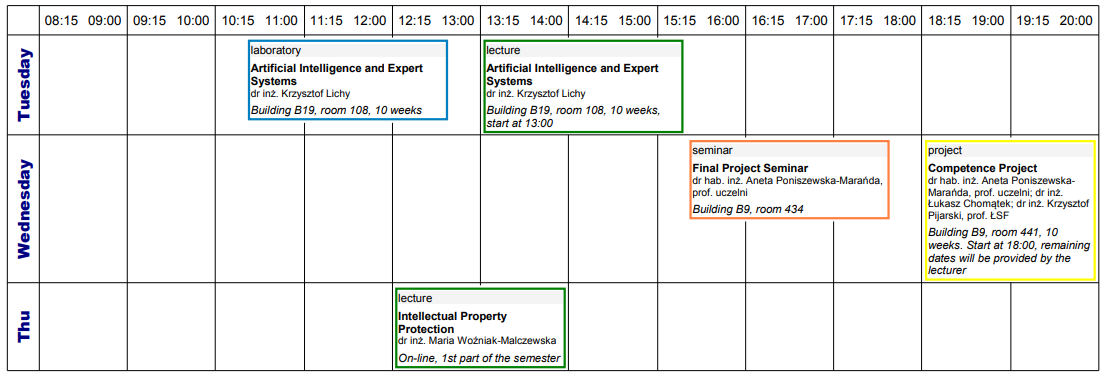 08:15 09:00 09:15 10:00 10:15 11:00 11:15 12:00 12:15 13:00 13:15 14:00 14:15 15:00 15:15 16:00 16:15 17:00 17:15 18:00 18:15 19:00 19:15 20:00
Tuesday
laboratory
Artificial Intelligence and Expert
Systems
dr inż. Krzysztof Lichy
Building B19, room 108, 10 weeks
lecture
Artificial Intelligence and Expert
Systems
dr inż. Krzysztof Lichy
Building B19, room 108, 10 weeks,
start at 13:00
Wednesday
seminar
Final Project Seminar
dr hab. inż. Aneta Poniszewska-Marańda,
prof. uczelni
Building B9, room 434
project
Competence Project
dr hab. inż. Aneta Poniszewska-
Marańda, prof. uczelni; dr inż.
Łukasz Chomątek; dr inż. Krzysztof
Pijarski, prof. ŁSF
Building B9, room 441, 10
weeks. Start at 18:00, remaining
dates will be provided by the
lecturer
Thu
lecture
Intellectual Property
Protection
dr inż. Maria Woźniak-Malczewska
On-line, 1st part of the semester